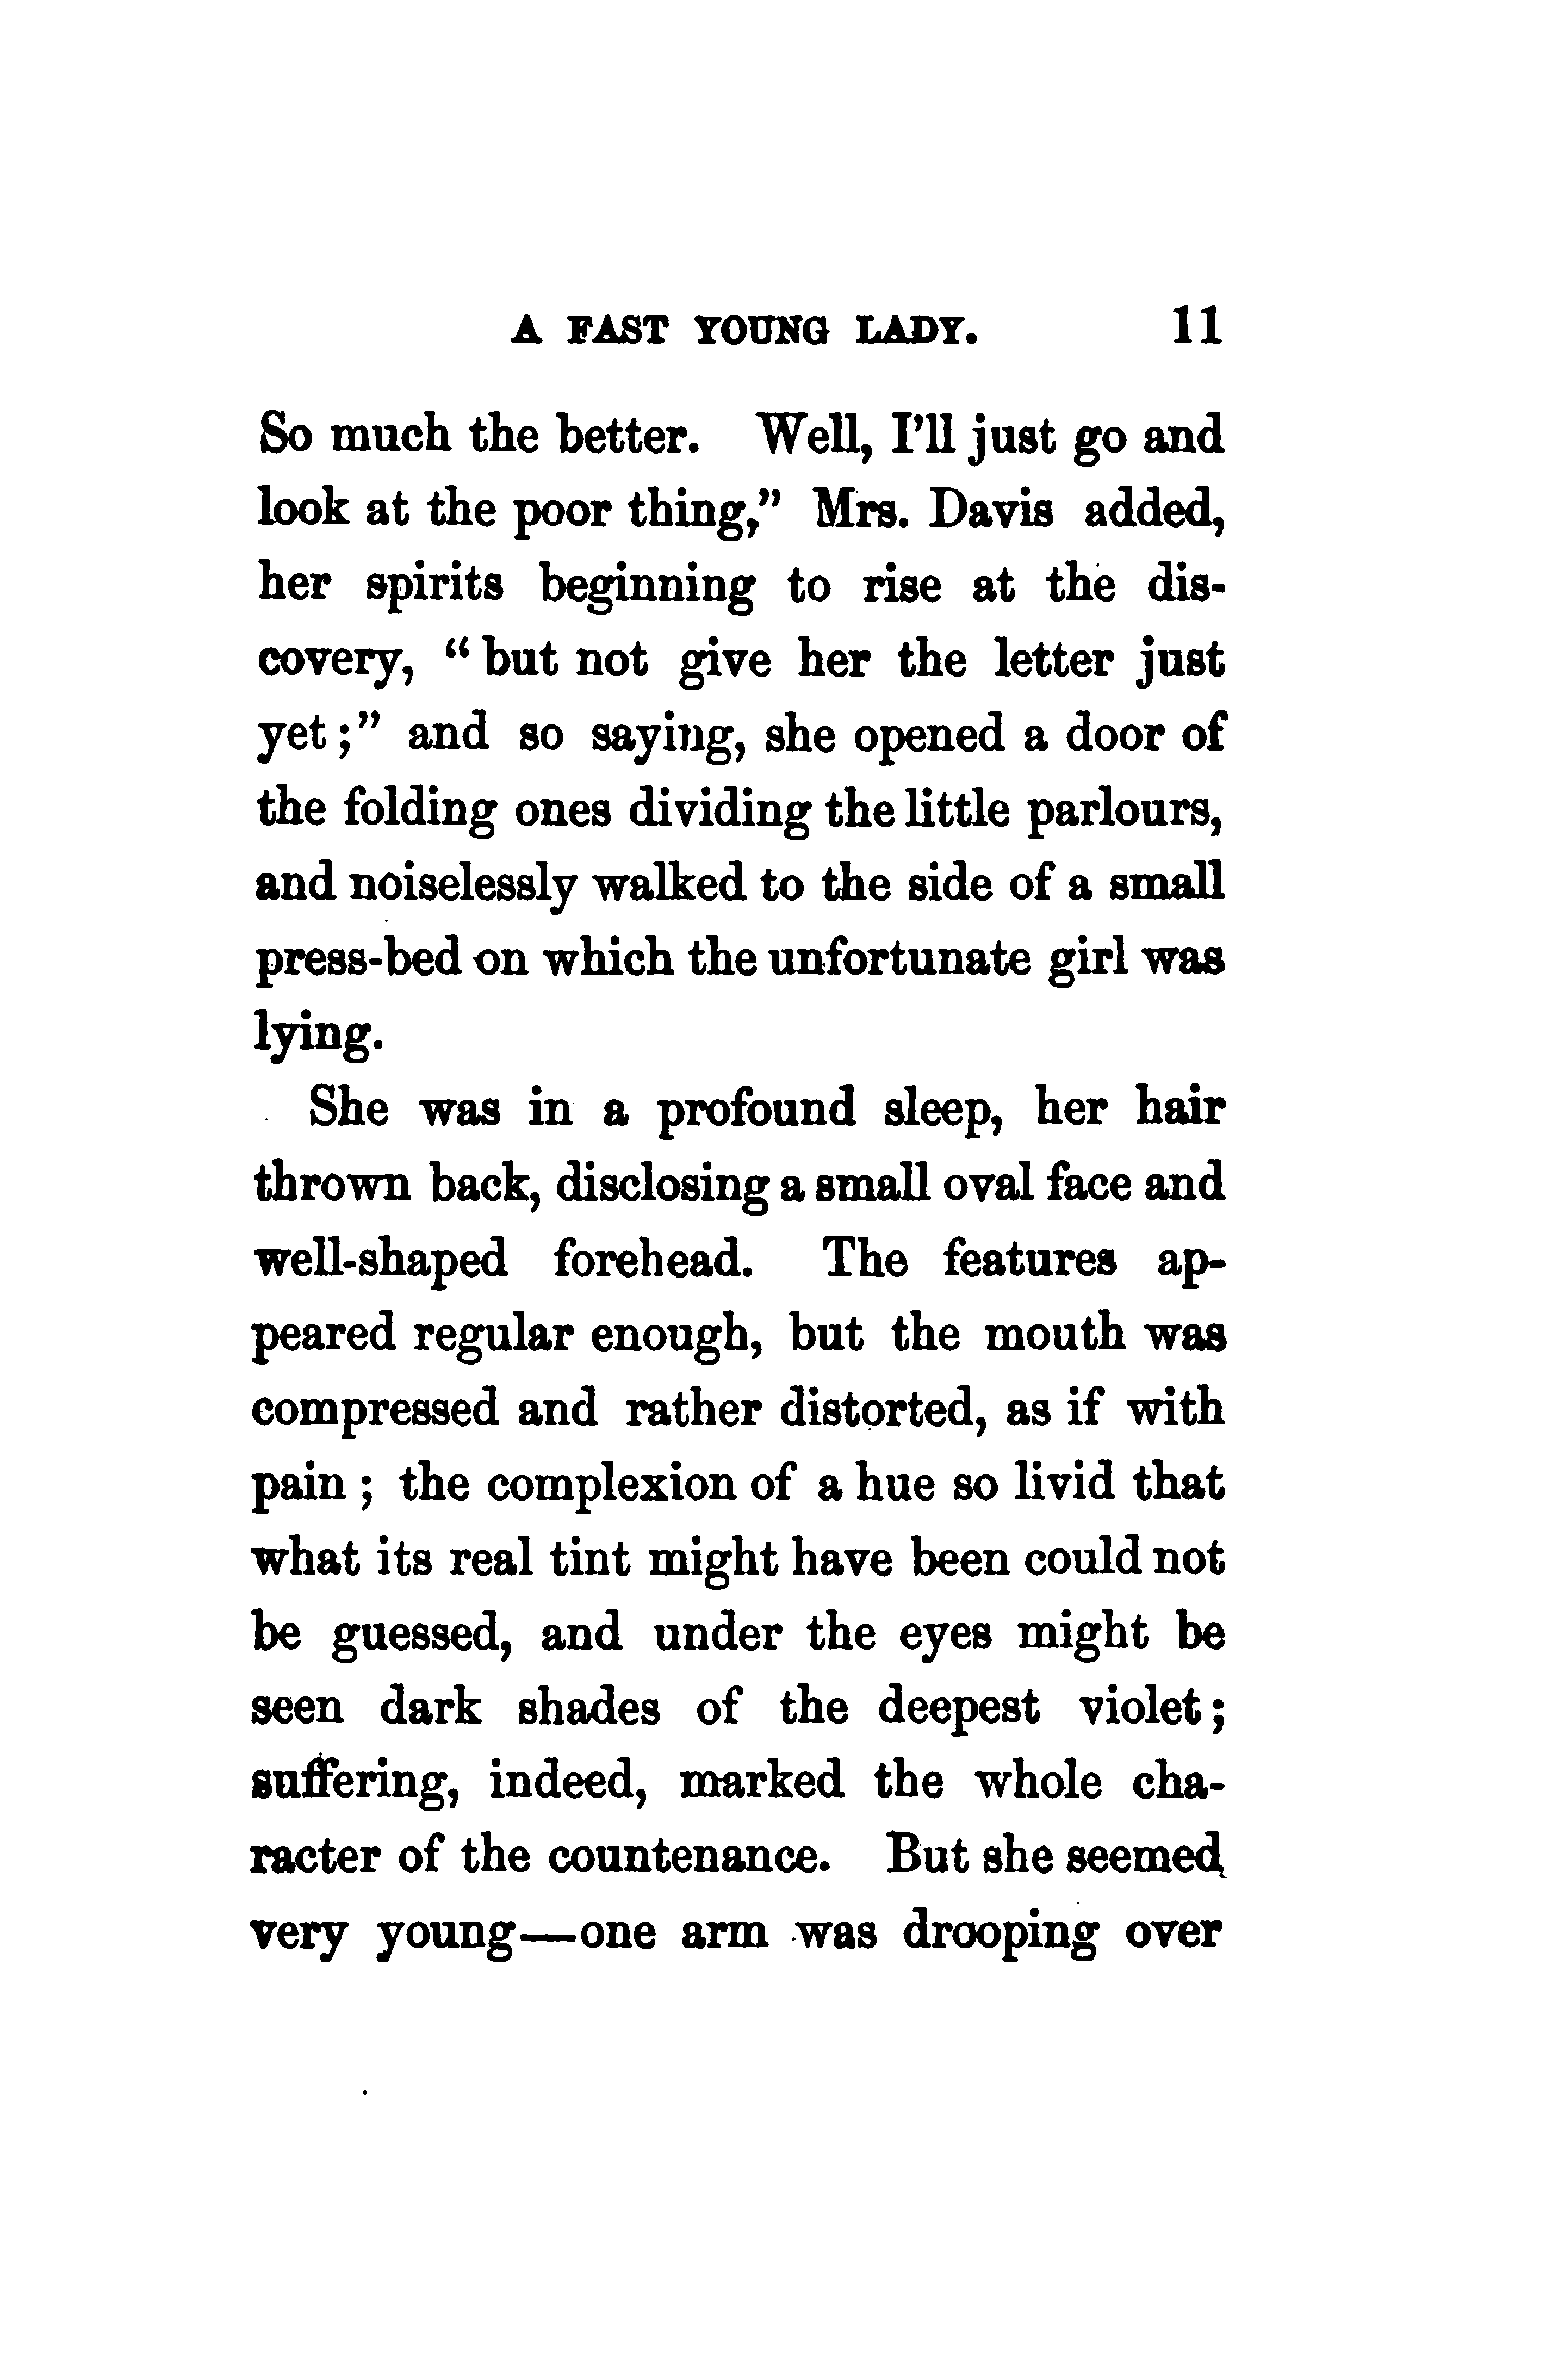 A FAST YOUNG LADY. 11
So much the better. Well, I'll just go and
look at the poor thing," Mrs. Davis added,
her spirits beginning to rise at the dis-
covery, "but not give her the letter just
yet;" and so saying, she opened a door of
the folding ones dividing the little parlours,
and noiselessly walked to the side of a small
press-bed on which the unfortunate girl was
lying.
She was in a profound sleep, her hair
thrown back, disclosing a small oval face and
well-shaped forehead. The features ap-
peared regular enough, but the mouth was
compressed and rather distorted, as if with
pain; the complexion of a hue so livid that
what its real tint might have been could not
be guessed, and under the eyes might be
seen dark shades of the deepest violet;
suffering, indeed, marked the whole cha-
racter of the countenance. But she seemed
very young—one arm was drooping over